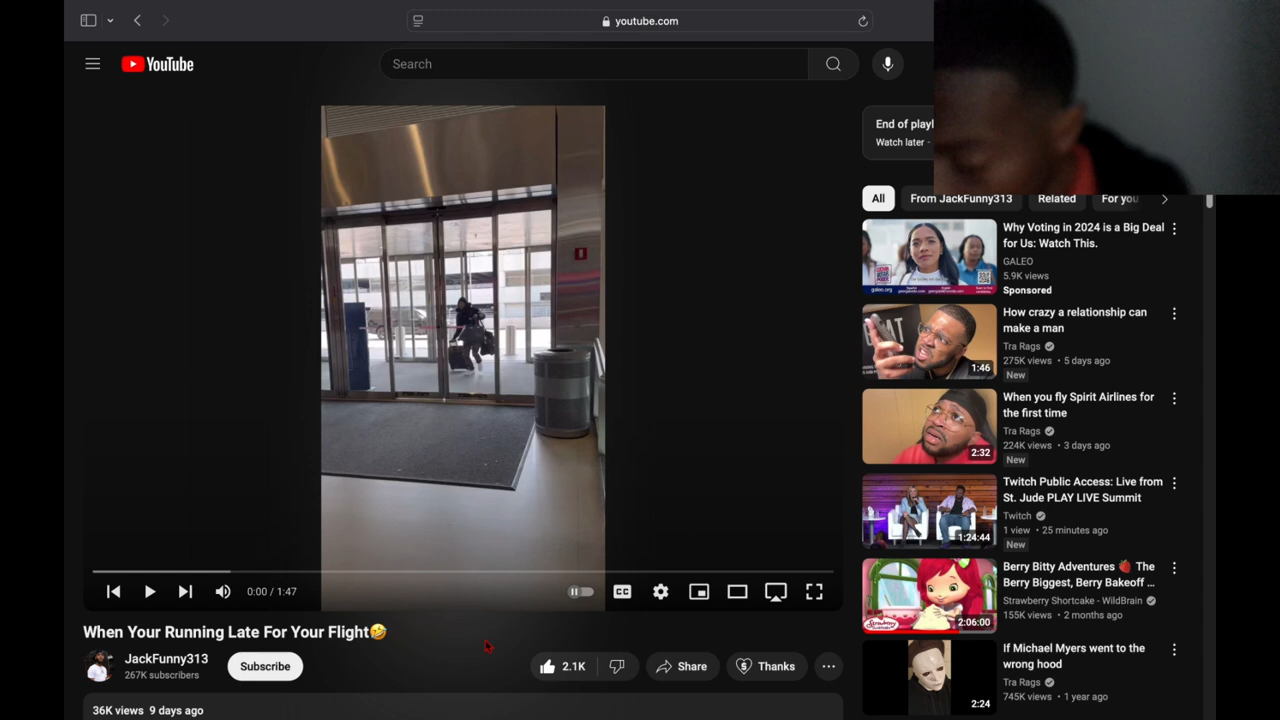 youtube.com
YouTube
Search
End of playl
Watch later -
All
From JackFunny313
Related
For you
Why Voting in 2024 is a Big Deal
for Us: Watch This.
GALEO
5.9K views
Sponsored
galeo.org
How crazy a relationship can
make a man
Tra Rags
275K views • 5 days ago
New
1:46
When you fly Spirit Airlines for
the first time
Tra Rags
224K views • 3 days ago
New
2:32
Twitch Public Access: Live from
St. Jude PLAY LIVE Summit
Twitch
1 view • 25 minutes ago
New
1:24:44
Berry Bitty Adventures 🍓 The
Berry Biggest, Berry Bakeoff ...
Strawberry Shortcake - WildBrain
155K views • 2 months ago
2:06:00
If Michael Myers went to the
wrong hood
Tra Rags
745K views • 1 year ago
2:24
0:00 / 1:47
CC
When Your Running Late For Your Flight🤣
JackFunny313
267K subscribers
Subscribe
2.1K
Share
Thanks
36K views 9 days ago